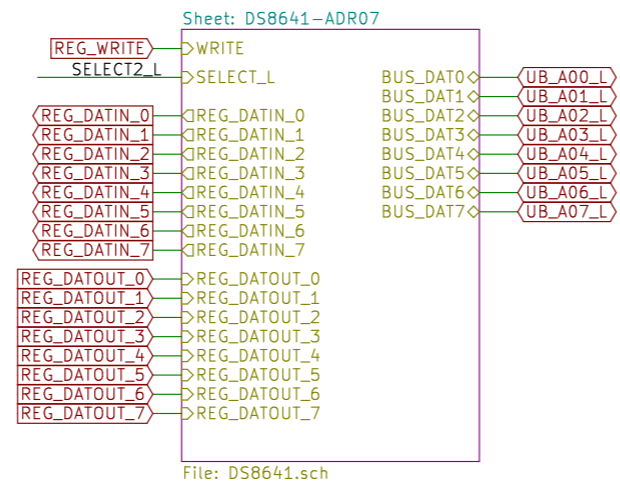 Sheet: DS8641-ADR07
REG_WRITE WRITE
SELECT2_L SELECT_L BUS_DAT0 UB_A00_L
BUS_DAT1 UB_A01_L
REG_DATIN_0 REG_DATIN_0 BUS_DAT2 UB_A02_L
REG_DATIN_1 REG_DATIN_1 BUS_DAT3 UB_A03_L
REG_DATIN_2 REG_DATIN_2 BUS_DAT4 UB_A04_L
REG_DATIN_3 REG_DATIN_3 BUS_DAT5 UB_A05_L
REG_DATIN_4 REG_DATIN_4 BUS_DAT6 UB_A06_L
REG_DATIN_5 REG_DATIN_5 BUS_DAT7 UB_A07_L
REG_DATIN_6 REG_DATIN_6
REG_DATIN_7 REG_DATIN_7
REG_DATOUT_0 REG_DATOUT_0
REG_DATOUT_1 REG_DATOUT_1
REG_DATOUT_2 REG_DATOUT_2
REG_DATOUT_3 REG_DATOUT_3
REG_DATOUT_4 REG_DATOUT_4
REG_DATOUT_5 REG_DATOUT_5
REG_DATOUT_6 REG_DATOUT_6
REG_DATOUT_7 REG_DATOUT_7
File: DS8641.sch